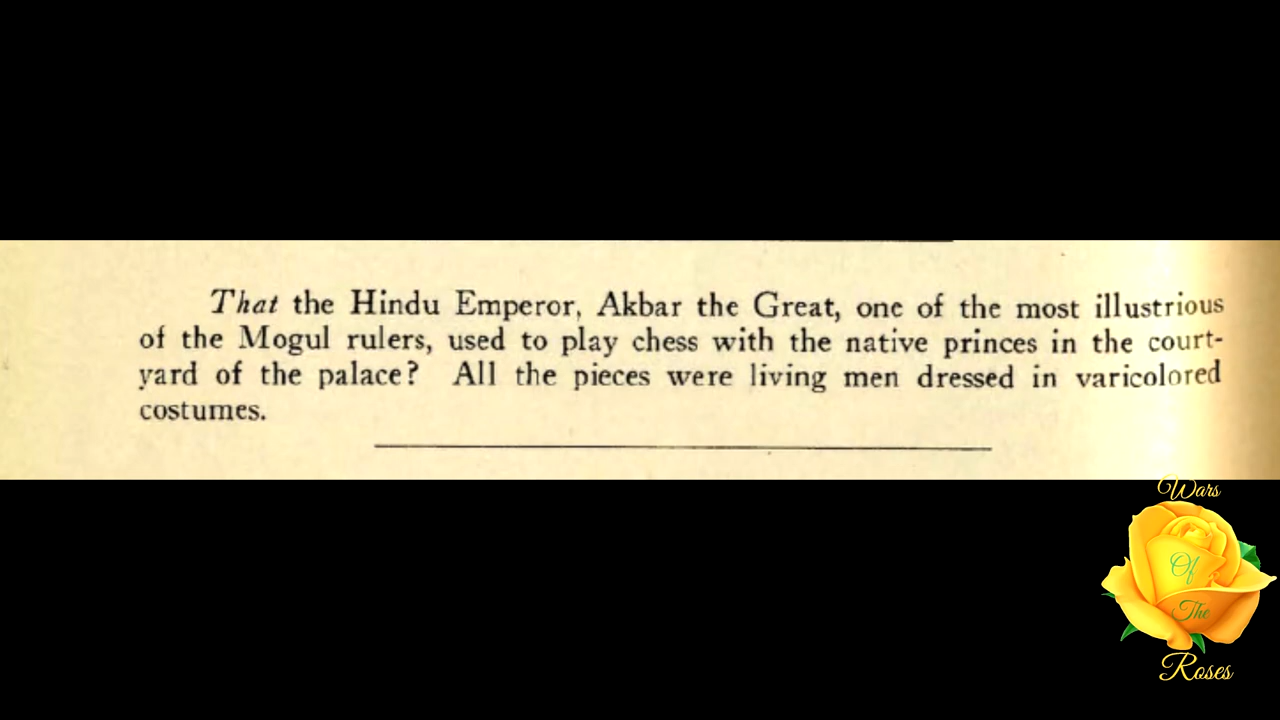 That the Hindu Emperor, Akbar the Great, one of the most illustrious
of the Mogul rulers, used to play chess with the native princes in the court-
yard of the palace? All the pieces were living men dressed in varicolored
costumes.
Wars
Of
The
Roses